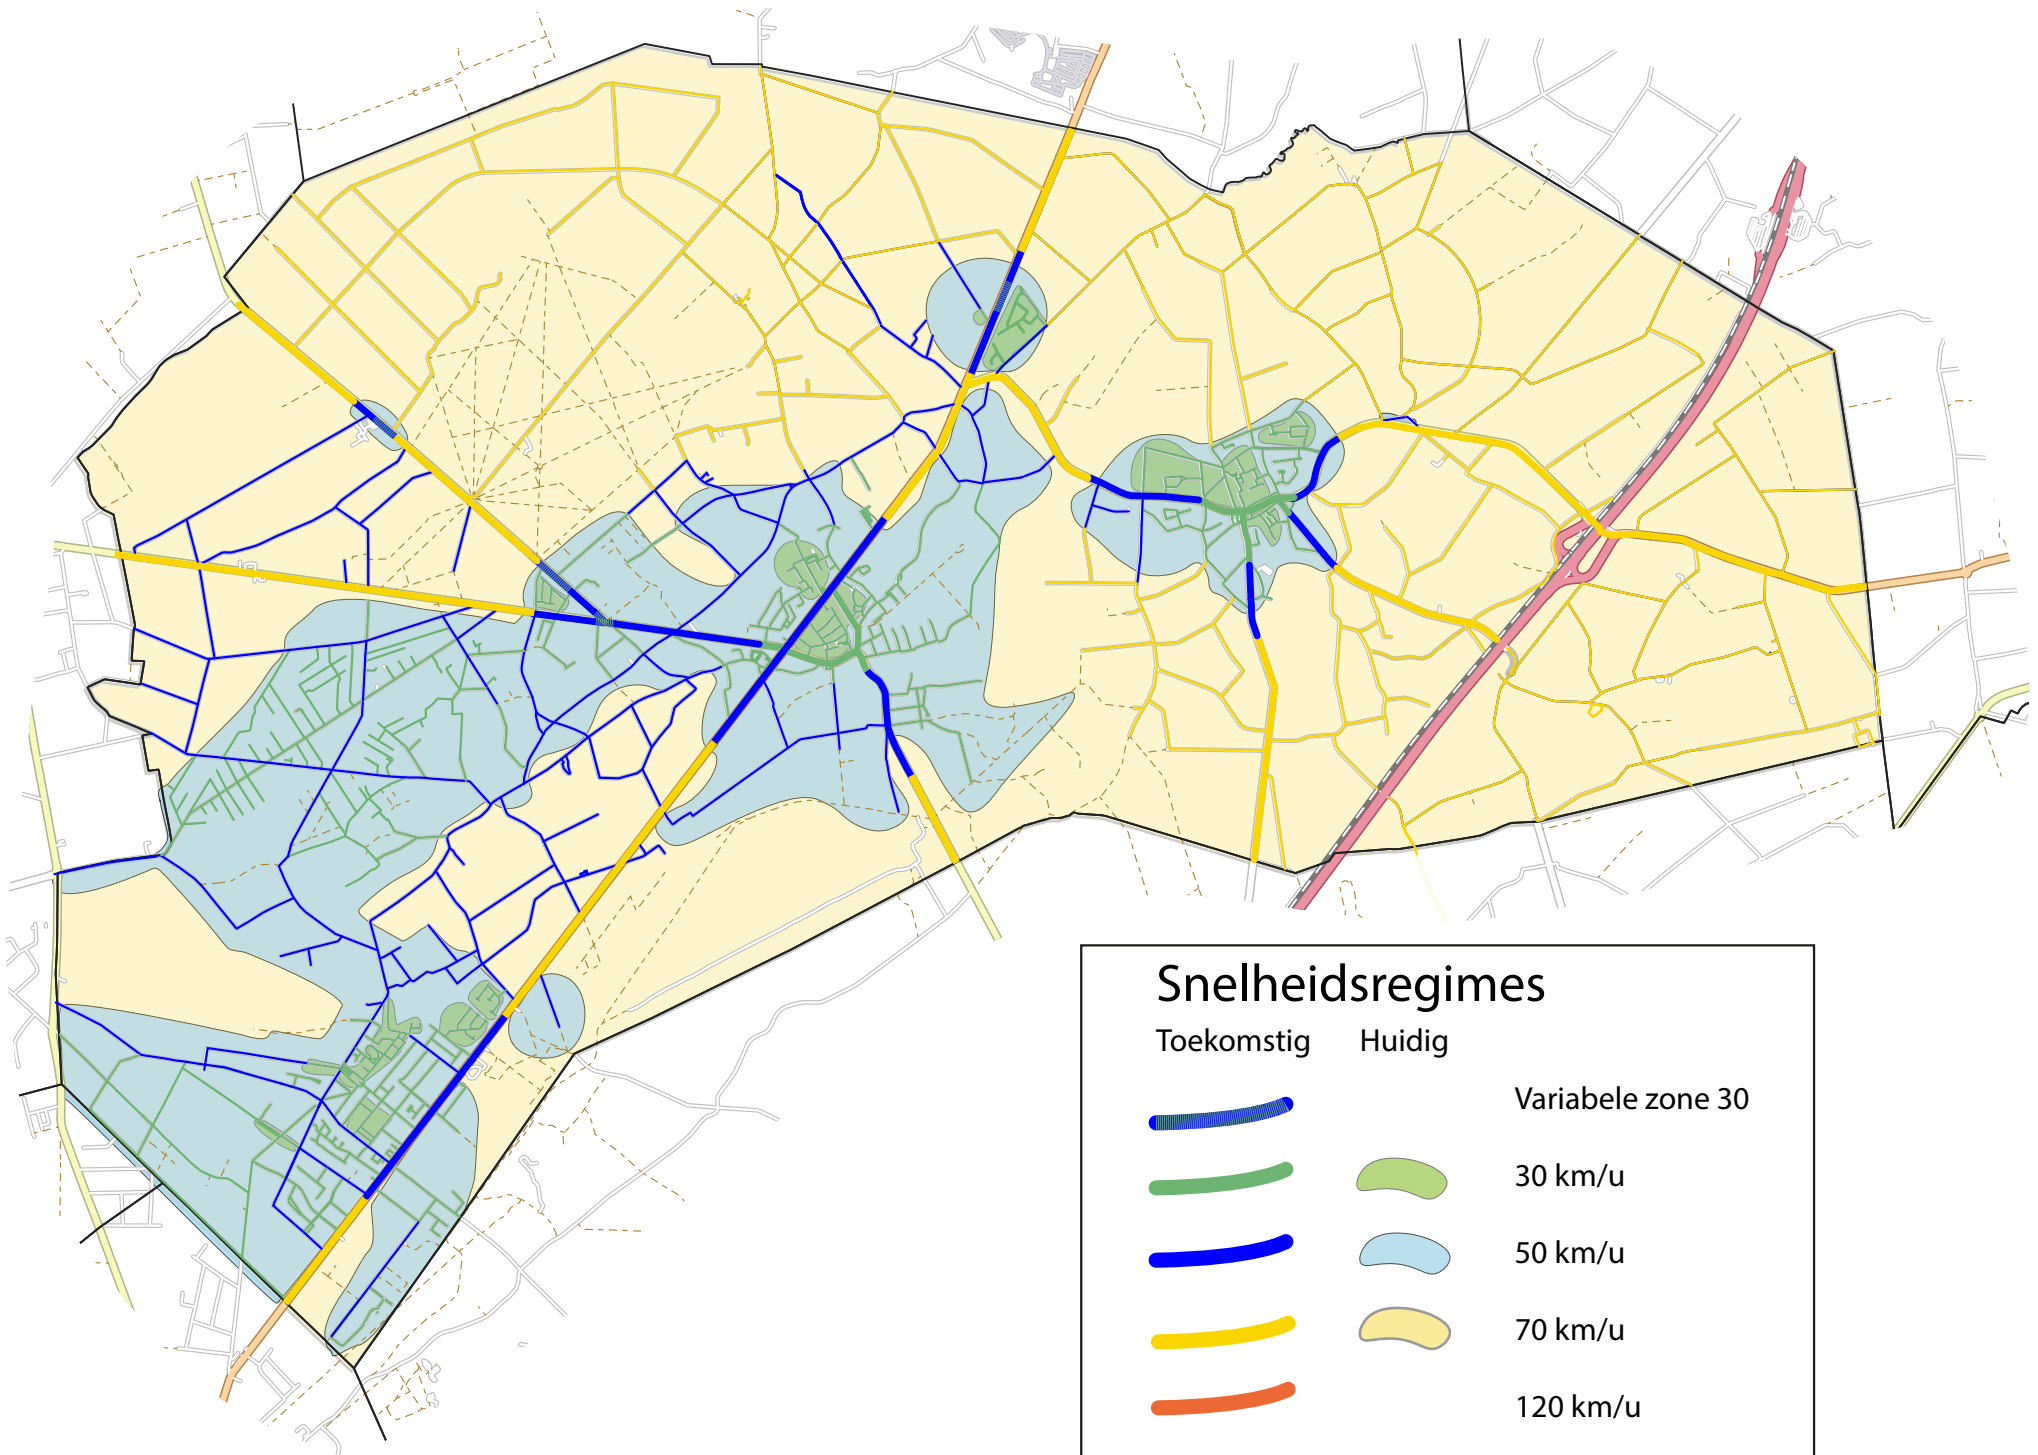 Snelheidsregimes
Toekomstig Huidig
Variabele zone 30
30 km/u
50 km/u
70 km/u
120 km/u